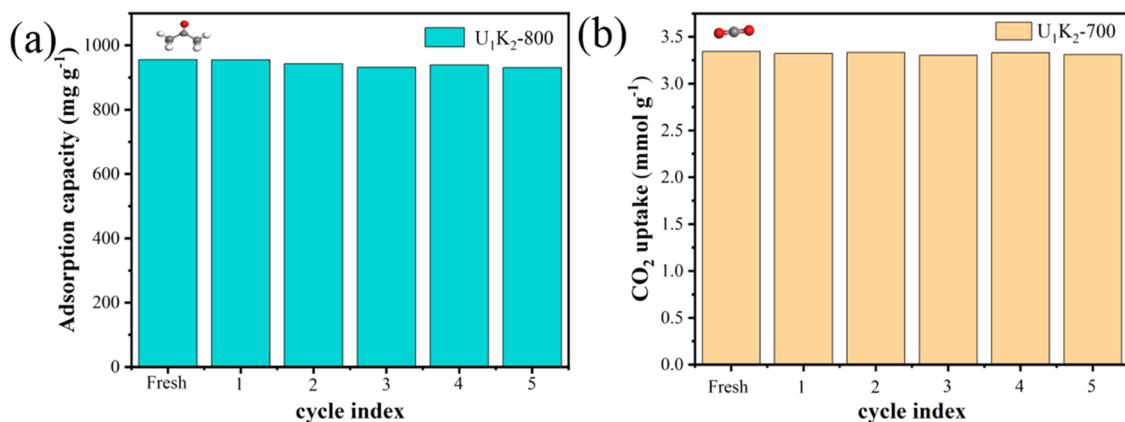 (a)
U₁K₂-800
Adsorption capacity (mg g⁻¹)
1000
800
600
400
200
0
Fresh 1 2 3 4 5
cycle index
(b)
U₁K₂-700
CO₂ uptake (mmol g⁻¹)
3.5
3.0
2.5
2.0
1.5
1.0
0.5
0.0
Fresh 1 2 3 4 5
cycle index